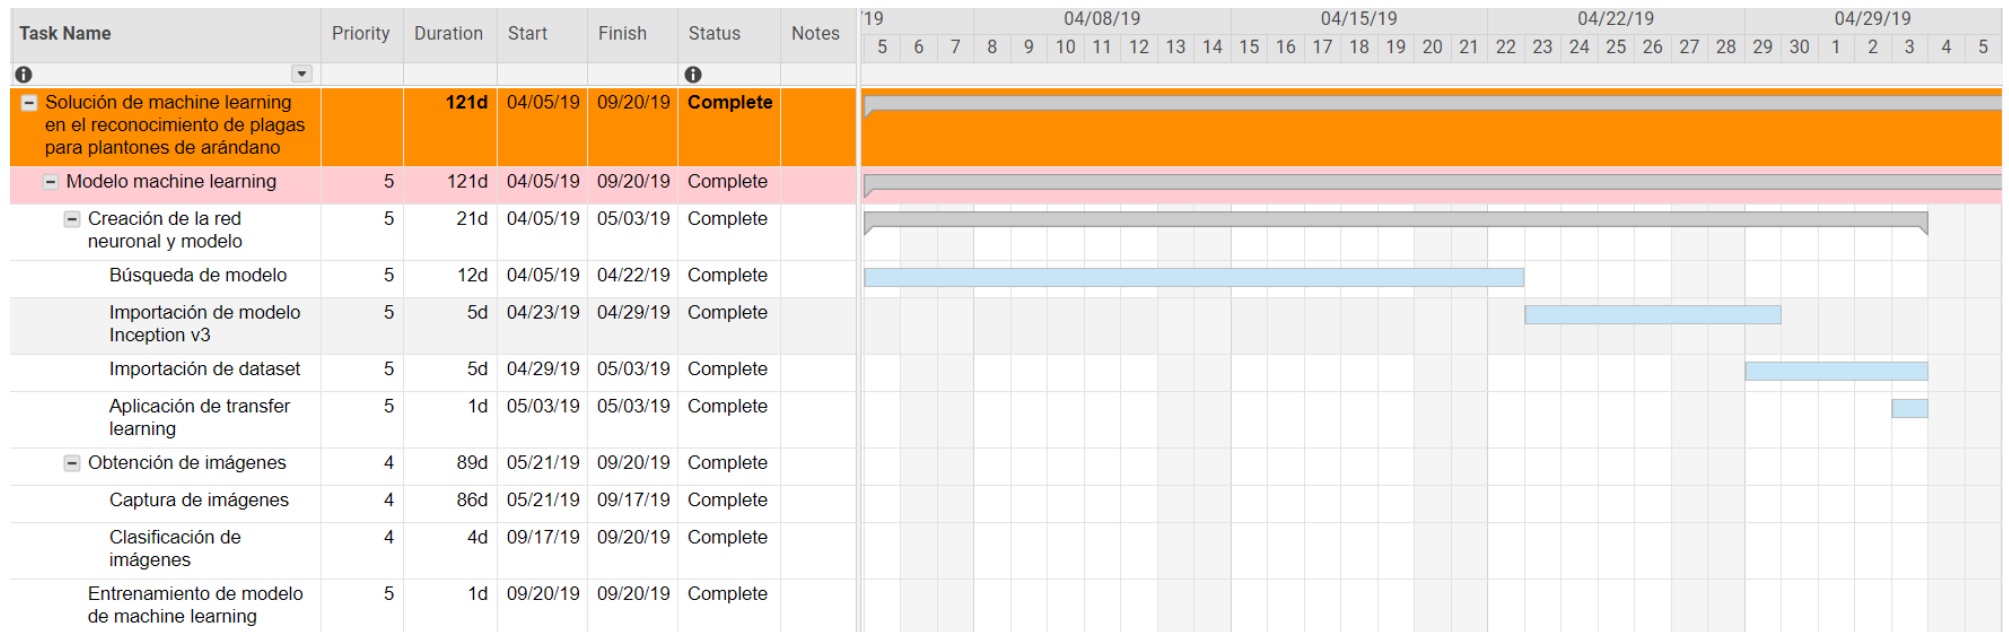 Task Name Priority Duration Start Finish Status Notes '19 04/08/19 04/15/19 04/22/19 04/29/19
5 6 7 8 9 10 11 12 13 14 15 16 17 18 19 20 21 22 23 24 25 26 27 28 29 30 1 2 3 4 5
Solución de machine learning 121d 04/05/19 09/20/19 Complete
en el reconocimiento de plagas
para plantones de arándano
Modelo machine learning 5 121d 04/05/19 09/20/19 Complete
Creación de la red 5 21d 04/05/19 05/03/19 Complete
neuronal y modelo
Búsqueda de modelo 5 12d 04/05/19 04/22/19 Complete
Importación de modelo 5 5d 04/23/19 04/29/19 Complete
Inception v3
Importación de dataset 5 5d 04/29/19 05/03/19 Complete
Aplicación de transfer 5 1d 05/03/19 05/03/19 Complete
learning
Obtención de imágenes 4 89d 05/21/19 09/20/19 Complete
Captura de imágenes 4 86d 05/21/19 09/17/19 Complete
Clasificación de 4 4d 09/17/19 09/20/19 Complete
imágenes
Entrenamiento de modelo 5 1d 09/20/19 09/20/19 Complete
de machine learning